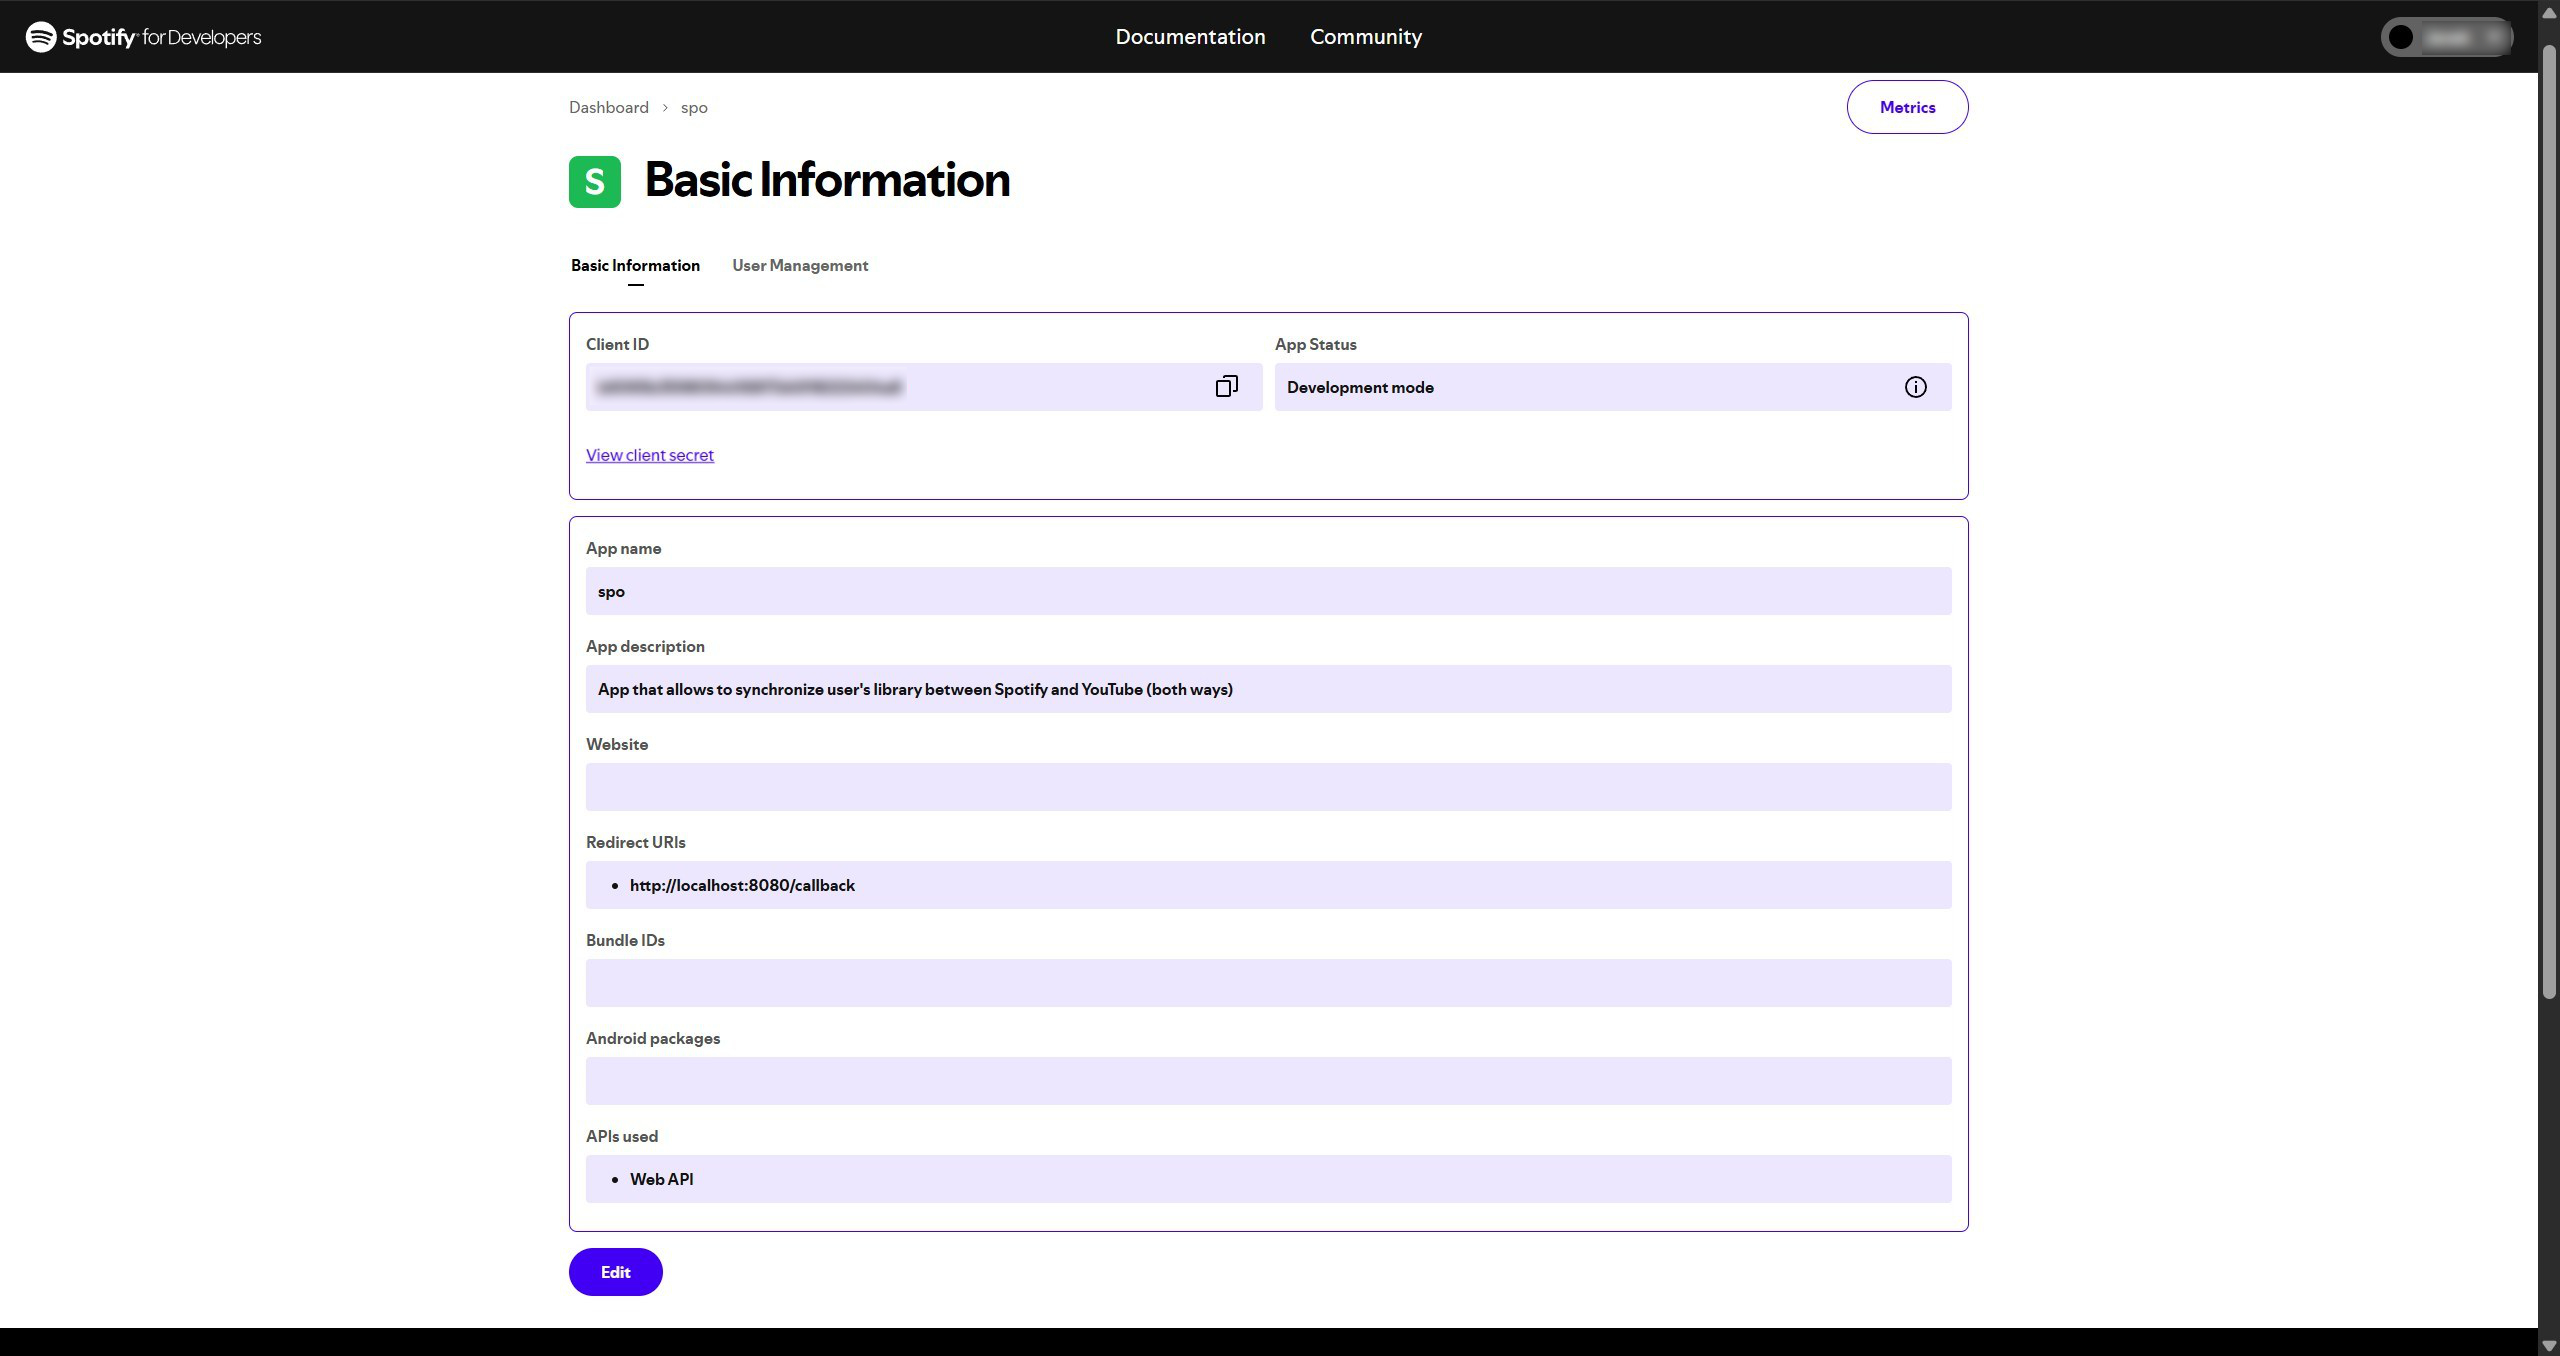 Spotify for Developers
Documentation
Community
Dashboard > spo
Metrics
S
Basic Information
Basic Information
User Management
Client ID
App Status
Development mode
View client secret
App name
spo
App description
App that allows to synchronize user's library between Spotify and YouTube (both ways)
Website
Redirect URIs
• http://localhost:8080/callback
Bundle IDs
Android packages
APIs used
• Web API
Edit